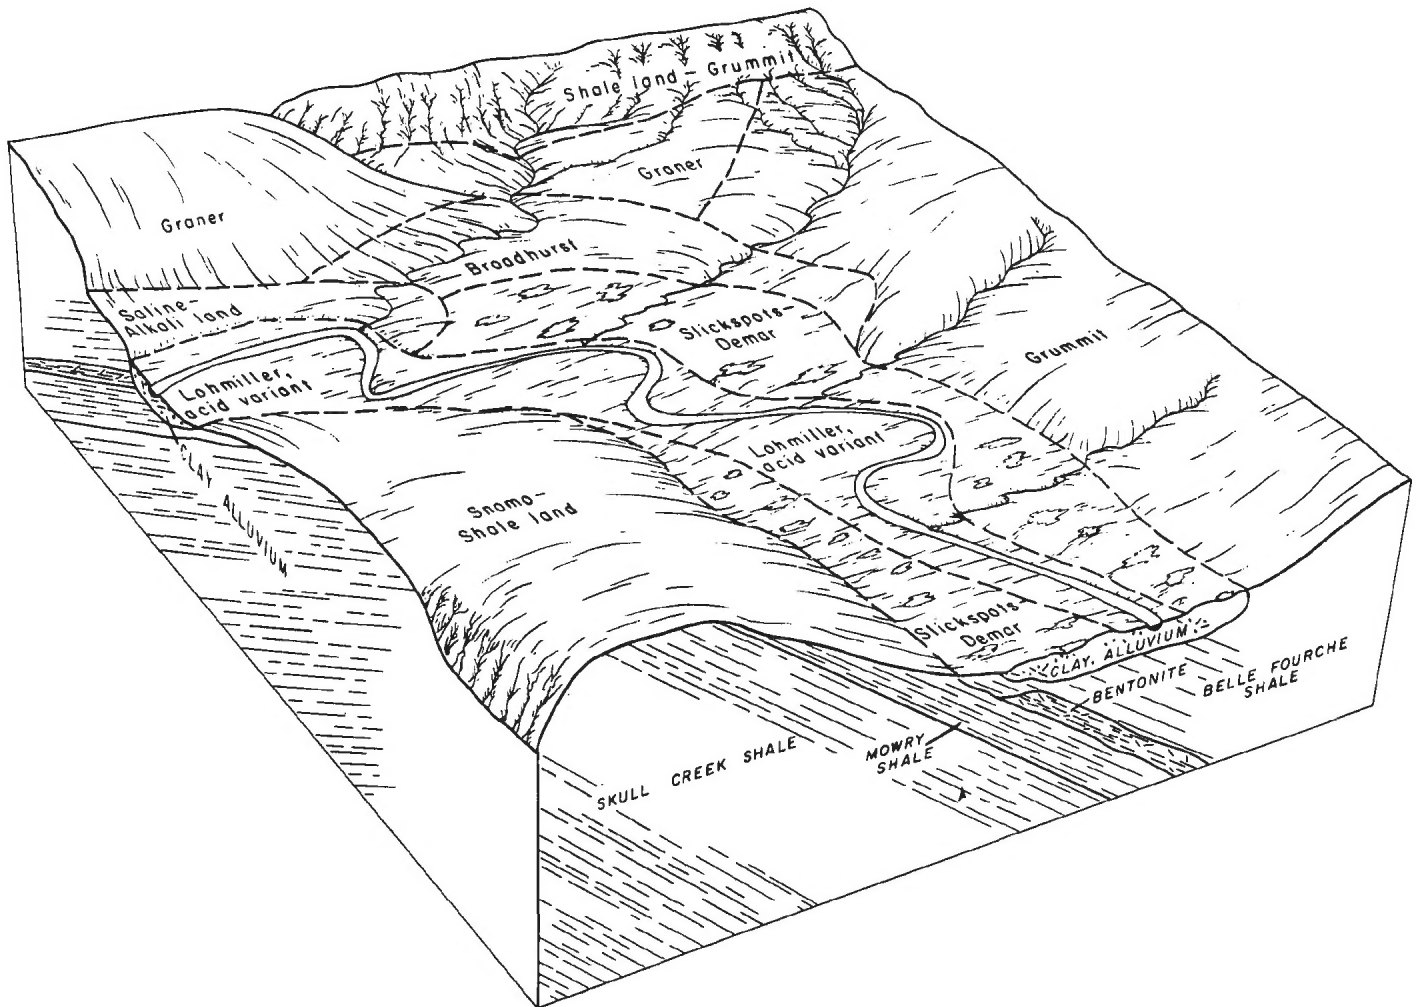 Shale land - Grummit
Graner
Graner
Broadhurst
Saline-
Alkali land
Slickspots-
Demar
Grummit
Lohmiller,
acid variant
Lohmiller,
acid variant
CLAY ALLUVIUM
Snomo-
Shale land
Slickspots-
Demar
CLAY, ALLUVIUM
BENTONITE
BELLE FOURCHE
SHALE
MOWRY
SHALE
SKULL CREEK SHALE